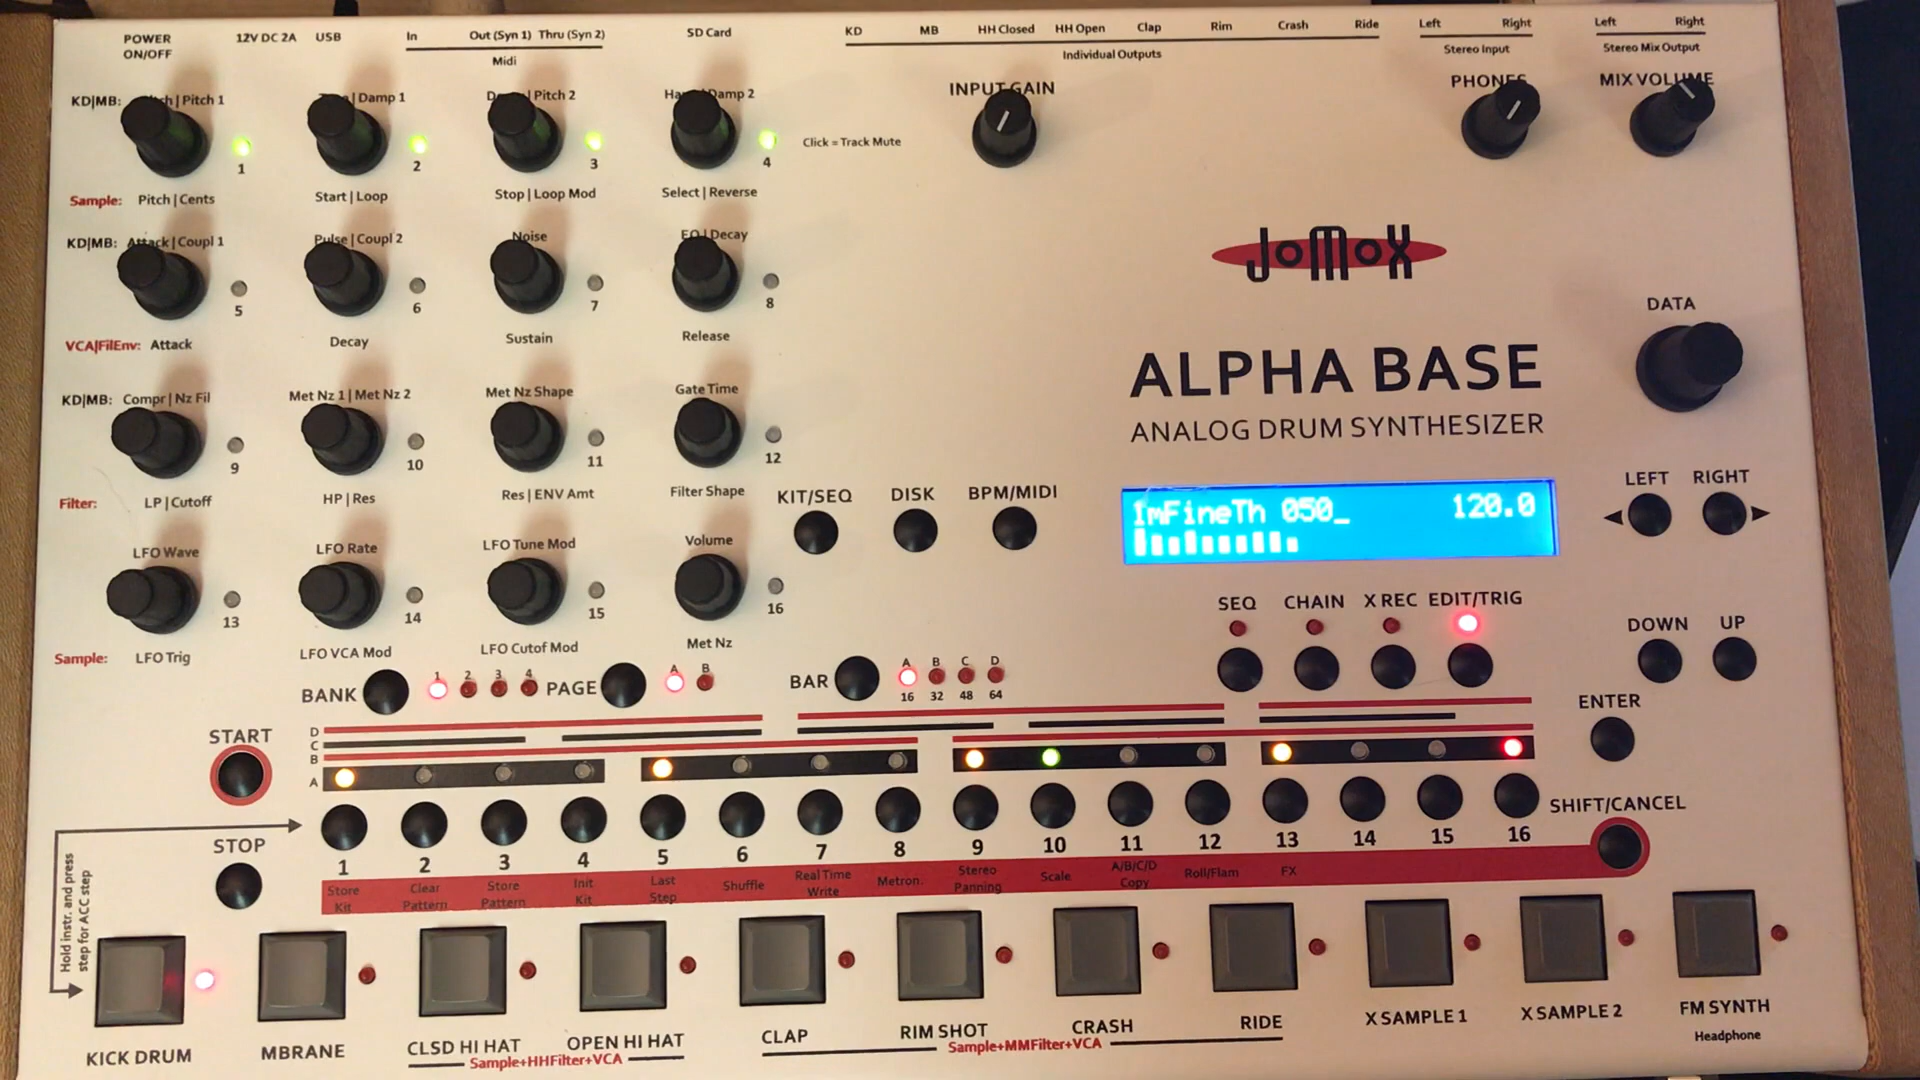 POWER ON/OFF
12V DC 2A
USB
In
Out (Syn 1) Thru (Syn 2)
Midi
SD Card
KD
MB
HH Closed
HH Open
Clap
Rim
Crash
Ride
Individual Outputs
Left
Right
Stereo Input
Left
Right
Stereo Mix Output
KD|MB:
| Pitch 1
| Damp 1
Pitch 2
Damp 2
INPUT GAIN
PHONES
MIX VOLUME
1
2
3
4
Click = Track Mute
Sample:
Pitch | Cents
Start | Loop
Stop | Loop Mod
Select | Reverse
KD|MB:
Attack | Coupl 1
Pulse | Coupl 2
Noise
EQ | Decay
JoMoX
5
6
7
8
DATA
VCA|FilEnv:
Attack
Decay
Sustain
Release
ALPHA BASE
ANALOG DRUM SYNTHESIZER
KD|MB:
Compr | Nz Fil
Met Nz 1 | Met Nz 2
Met Nz Shape
Gate Time
9
10
11
12
Filter:
LP | Cutoff
HP | Res
Res | ENV Amt
Filter Shape
KIT/SEQ
DISK
BPM/MIDI
LEFT
RIGHT
ImFineTh 050_ 120.0
LFO Wave
LFO Rate
LFO Tune Mod
Volume
13
14
15
16
Sample:
LFO Trig
LFO VCA Mod
LFO Cutof Mod
Met Nz
SEQ
CHAIN
X REC
EDIT/TRIG
DOWN
UP
BANK
1 2 3 4
PAGE
A B
BAR
A B C D
16 32 48 64
ENTER
START
D
C
B
A
SHIFT/CANCEL
STOP
1 2 3 4 5 6 7 8 9 10 11 12 13 14 15 16
Store Kit
Clear Pattern
Store Pattern
Init Kit
Last Step
Shuffle
Real Time Write
Metron.
Stereo Panning
Scale
A/B/C/D Copy
Roll/Flam
FX
Hold instr. and press
step for ACC step
KICK DRUM
MBRANE
CLSD HI HAT
OPEN HI HAT
CLAP
RIM SHOT
CRASH
RIDE
X SAMPLE 1
X SAMPLE 2
FM SYNTH
Headphone
Sample+HHFilter+VCA
Sample+MMFilter+VCA